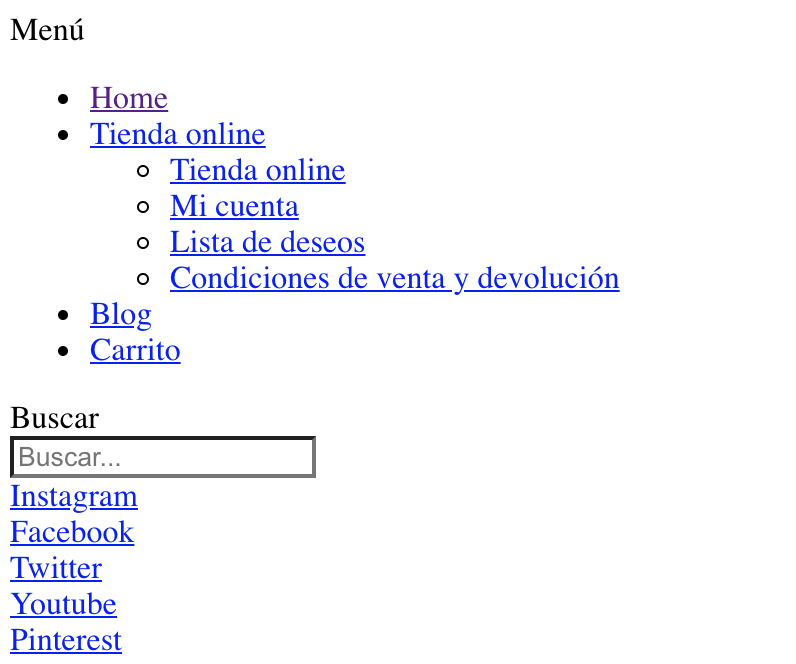 Menú
Home
Tienda online
Tienda online
Mi cuenta
Lista de deseos
Condiciones de venta y devolución
Blog
Carrito
Buscar
Buscar...
Instagram
Facebook
Twitter
Youtube
Pinterest